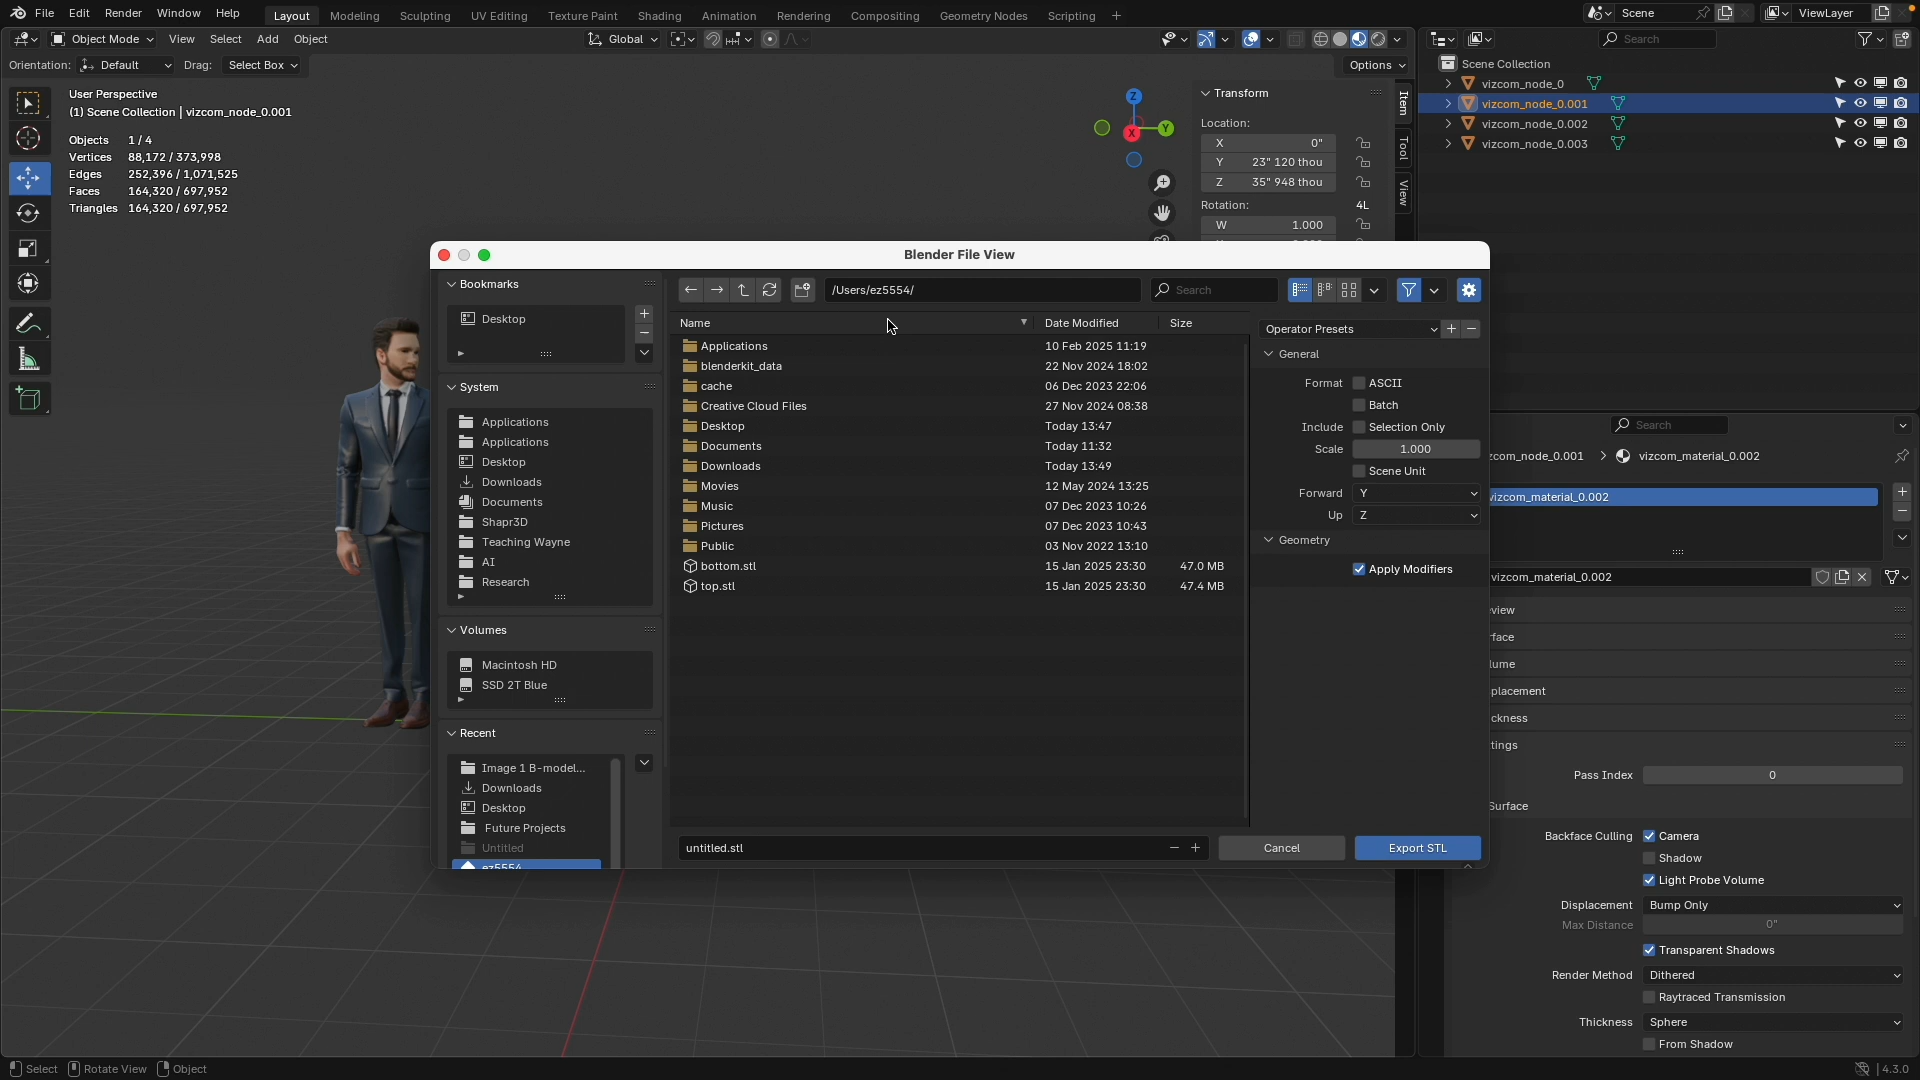 File Edit Render Window Help Layout Modeling Sculpting UV Editing Texture Paint Shading Animation Rendering Compositing Geometry Nodes Scripting + Scene ViewLayer
Object Mode View Select Add Object Global Search
Orientation: Default Drag: Select Box Options
User Perspective
(1) Scene Collection | vizcom_node_0.001
Objects 1 / 4
Vertices 88,172 / 373,998
Edges 252,396 / 1,071,525
Faces 164,320 / 697,952
Triangles 164,320 / 697,952
Z
Y
X
Transform
Location:
X 0"
Y 23" 120 thou
Z 35" 948 thou
Rotation: 4L
W 1.000
Item
Tool
View
Scene Collection
vizcom_node_0
vizcom_node_0.001
vizcom_node_0.002
vizcom_node_0.003
Blender File View
Bookmarks
Desktop
System
Applications
Applications
Desktop
Downloads
Documents
Shapr3D
Teaching Wayne
AI
Research
Volumes
Macintosh HD
SSD 2T Blue
Recent
Image 1 B-model...
Downloads
Desktop
Future Projects
Untitled
ez5554
/Users/ez5554/ Search
Name Date Modified Size
Applications 10 Feb 2025 11:19
blenderkit_data 22 Nov 2024 18:02
cache 06 Dec 2023 22:06
Creative Cloud Files 27 Nov 2024 08:38
Desktop Today 13:47
Documents Today 11:32
Downloads Today 13:49
Movies 12 May 2024 13:25
Music 07 Dec 2023 10:26
Pictures 07 Dec 2023 10:43
Public 03 Nov 2022 13:10
bottom.stl 15 Jan 2025 23:30 47.0 MB
top.stl 15 Jan 2025 23:30 47.4 MB
untitled.stl Cancel Export STL
Operator Presets
General
Format ASCII
Batch
Include Selection Only
Scale 1.000
Scene Unit
Forward Y
Up Z
Geometry
Apply Modifiers
Search
zcom_node_0.001 vizcom_material_0.002
vizcom_material_0.002
vizcom_material_0.002
view
rface
lume
placement
ckness
tings
Pass Index 0
Surface
Backface Culling Camera
Shadow
Light Probe Volume
Displacement Bump Only
Max Distance 0"
Transparent Shadows
Render Method Dithered
Raytraced Transmission
Thickness Sphere
From Shadow
Select Rotate View Object 4.3.0